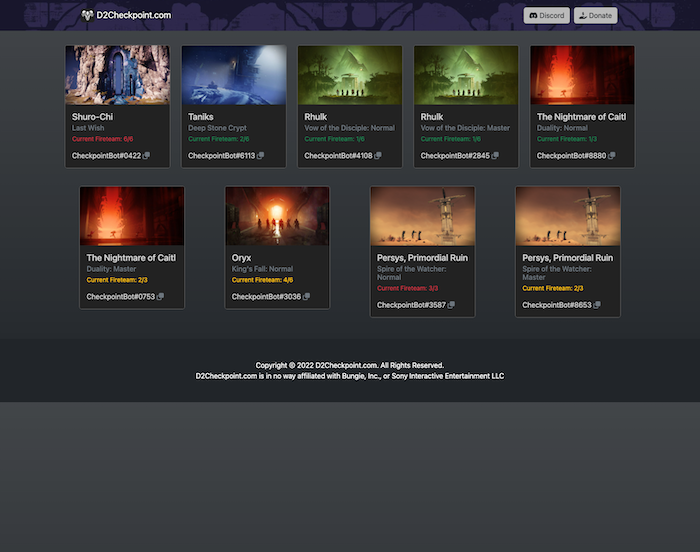 D2Checkpoint.com
Discord
Donate
Shuro-Chi
Last Wish
Current Fireteam: 6/6
CheckpointBot#0422
Taniks
Deep Stone Crypt
Current Fireteam: 2/6
CheckpointBot#6113
Rhulk
Vow of the Disciple: Normal
Current Fireteam: 1/6
CheckpointBot#4108
Rhulk
Vow of the Disciple: Master
Current Fireteam: 1/6
CheckpointBot#2845
The Nightmare of Caitl
Duality: Normal
Current Fireteam: 1/3
CheckpointBot#8880
The Nightmare of Caitl
Duality: Master
Current Fireteam: 2/3
CheckpointBot#0753
Oryx
King's Fall: Normal
Current Fireteam: 4/6
CheckpointBot#3036
Persys, Primordial Ruin
Spire of the Watcher:
Normal
Current Fireteam: 3/3
CheckpointBot#3587
Persys, Primordial Ruin
Spire of the Watcher:
Master
Current Fireteam: 2/3
CheckpointBot#8653
Copyright © 2022 D2Checkpoint.com. All Rights Reserved.
D2Checkpoint.com is in no way affiliated with Bungie, Inc., or Sony Interactive Entertainment LLC